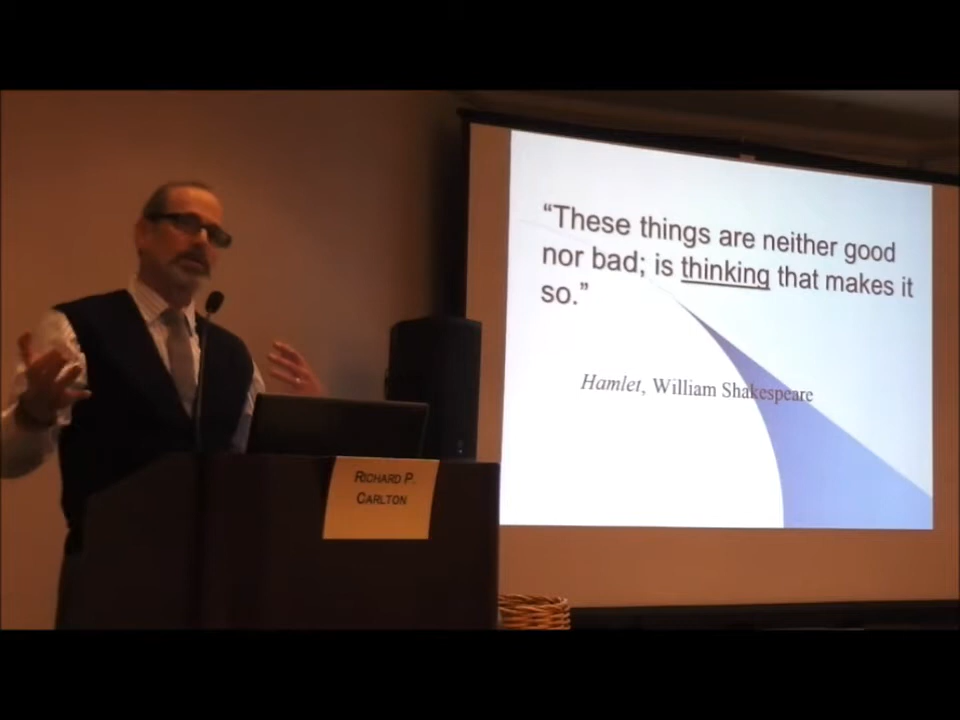 “These things are neither good
nor bad; is thinking that makes it
so.”
Hamlet, William Shakespeare
RICHARD P.
CARLTON